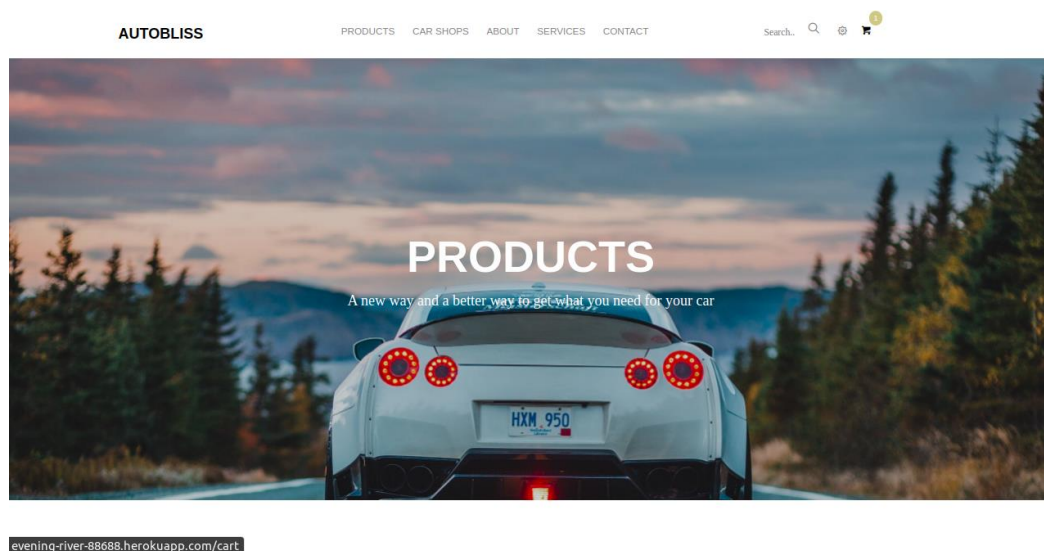 AUTOBLISS
PRODUCTS CAR SHOPS ABOUT SERVICES CONTACT
Search..
PRODUCTS
A new way and a better way to get what you need for your car
HXM 950
evening-river-88688.herokuapp.com/cart